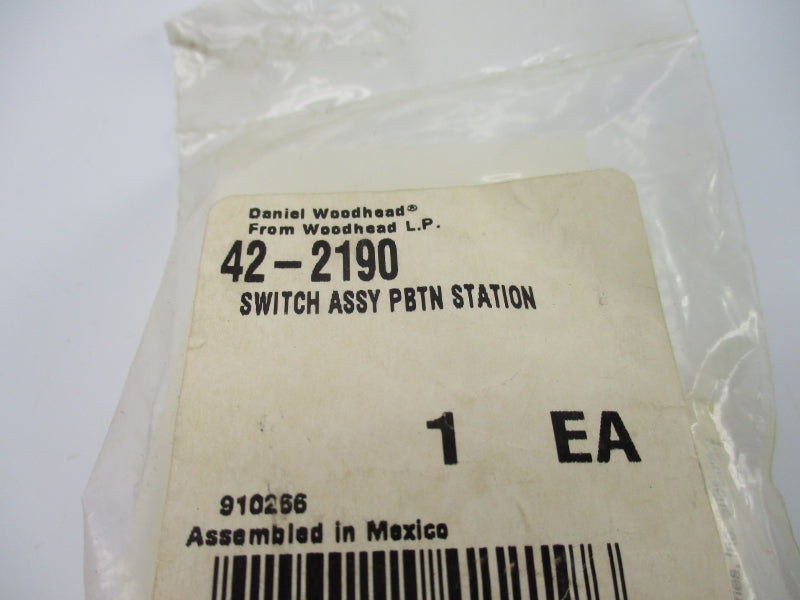 Daniel Woodhead®
From Woodhead L.P.
42-2190
SWITCH ASSY PBTN STATION
1 EA
910266
Assembled in Mexico